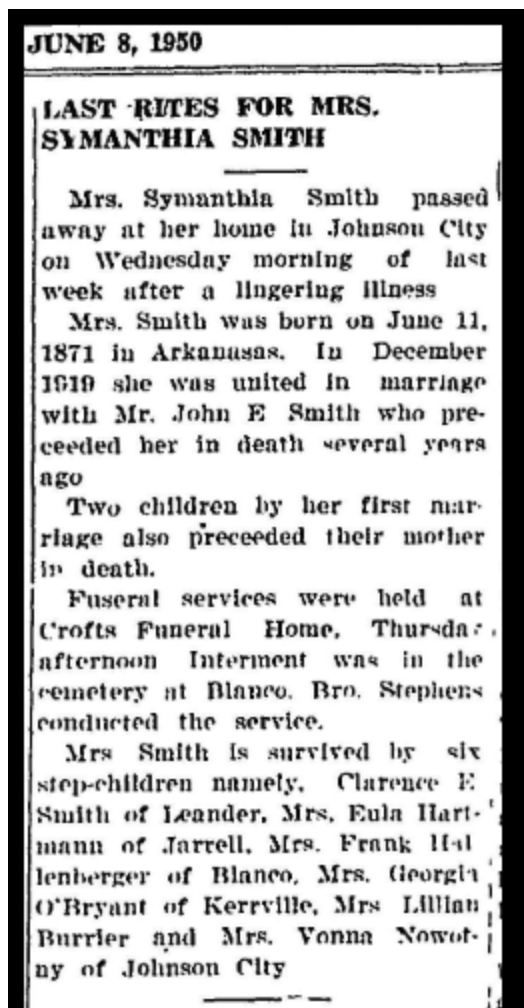 JUNE 8, 1950
LAST RITES FOR MRS.
SYMANTHIA SMITH
Mrs. Symanthia Smith passed
away at her home in Johnson City
on Wednesday morning of last
week after a lingering illness
Mrs. Smith was born on June 11,
1871 in Arkanusas. In December
1919 she was united in marriage
with Mr. John E Smith who pre-
ceeded her in death several years
ago
Two children by her first mar-
riage also preceeded their mother
in death.
Fuseral services were held at
Crofts Funeral Home, Thursday
afternoon Interment was in the
cemetery at Blanco. Bro. Stephens
conducted the service.
Mrs Smith is survived by six
step-children namely, Clarence E
Smith of Leander, Mrs. Eula Hart-
mann of Jarrell, Mrs. Frank Hal
lenberger of Blanco, Mrs. Georgia
O'Bryant of Kerrville, Mrs Lillian
Burrier and Mrs. Vonna Nowot-
ny of Johnson City